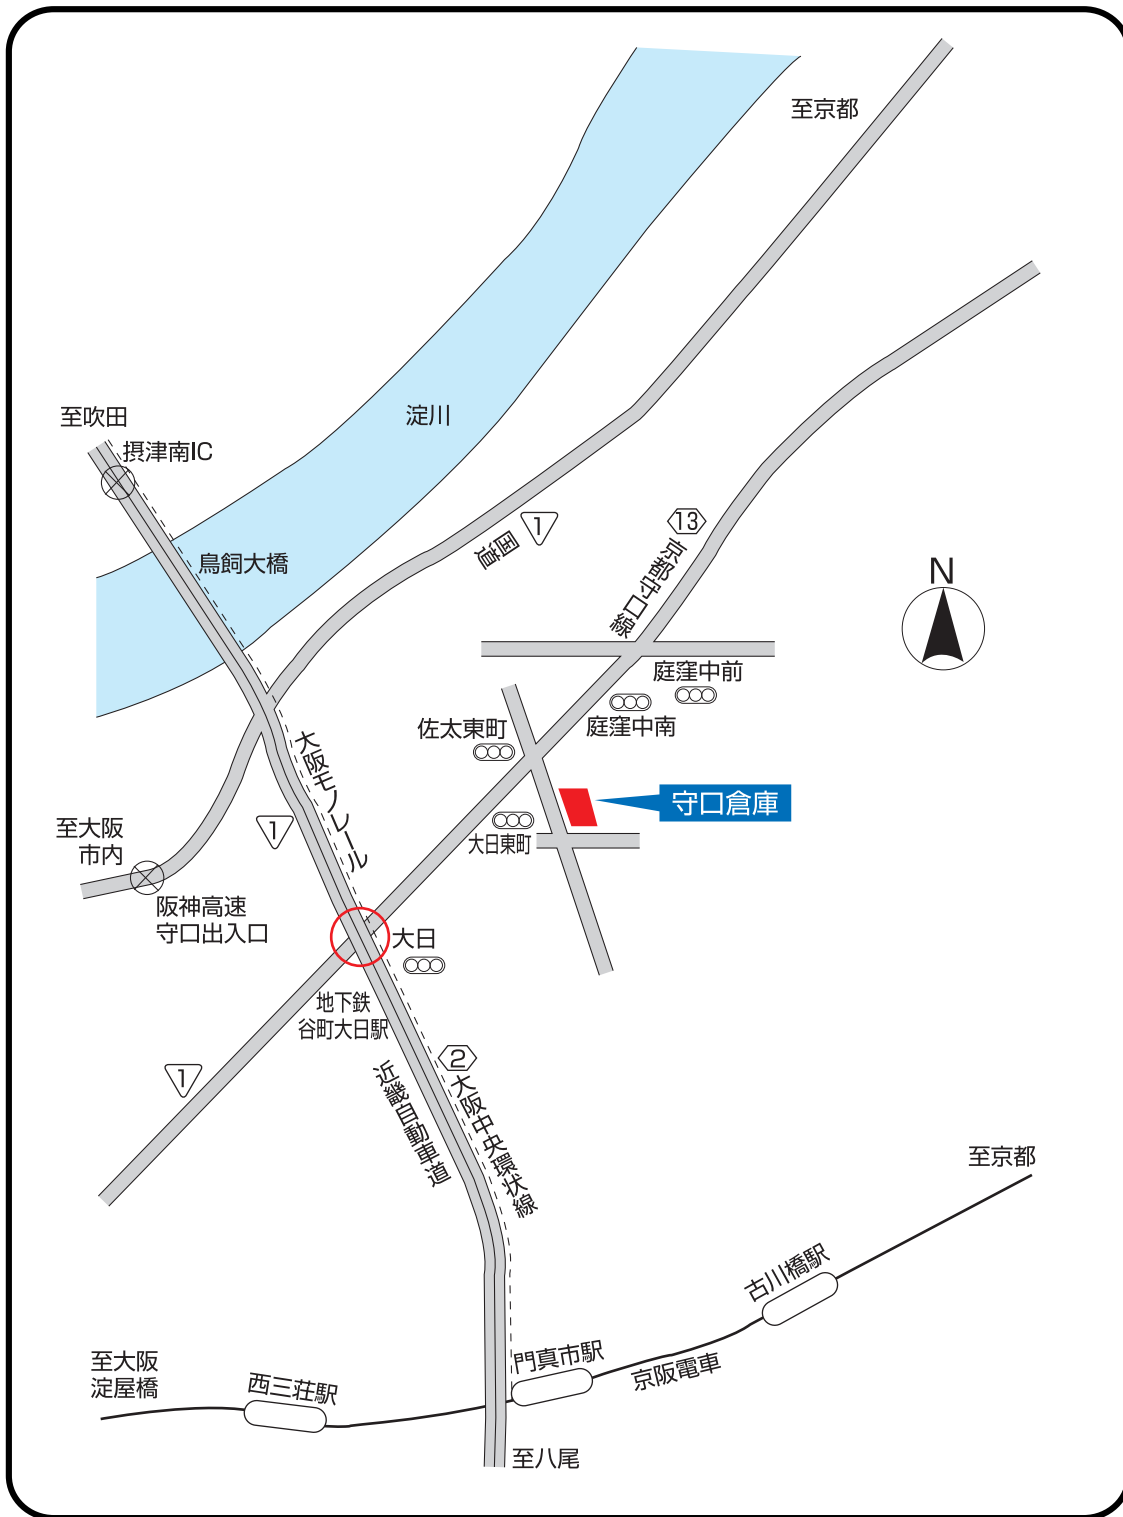 至京都
至吹田
摂津南IC
淀川
鳥飼大橋
1
国道
13
京都守口線
N
庭窪中前
庭窪中南
佐太東町
大阪モノレール
守口倉庫
1
大日東町
至大阪
市内
阪神高速
守口出入口
大日
地下鉄
谷町大日駅
2
大阪中央環状線
1
近畿自動車道
至京都
古川橋駅
門真市駅
京阪電車
至大阪
淀屋橋
西三荘駅
至八尾